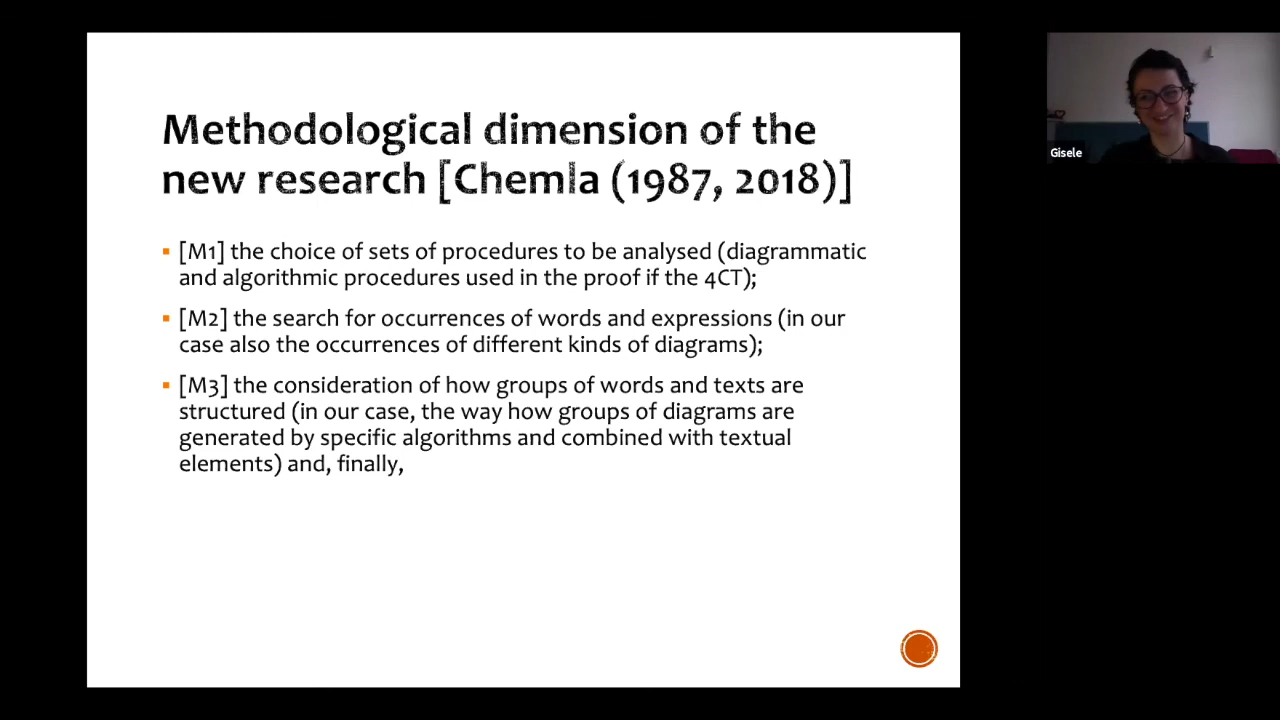 Methodological dimension of the
new research [Chemla (1987, 2018)]
[M1] the choice of sets of procedures to be analysed (diagrammatic
and algorithmic procedures used in the proof if the 4CT);
[M2] the search for occurrences of words and expressions (in our
case also the occurrences of different kinds of diagrams);
[M3] the consideration of how groups of words and texts are
structured (in our case, the way how groups of diagrams are
generated by specific algorithms and combined with textual
elements) and, finally,
Gisele